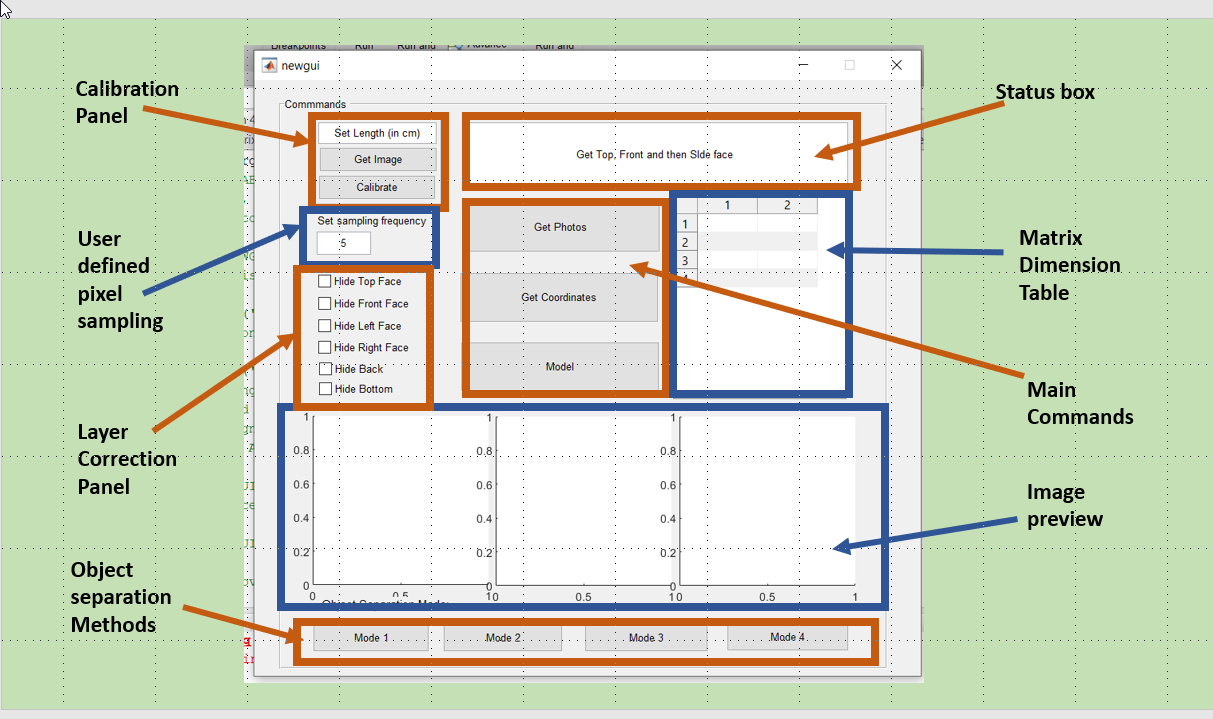 Breakpoints Run Run and Advance Run and
newgui
Calibration
Panel
Commmands
Status box
Set Length (in cm)
Get Image
Calibrate
Get Top, Front and then SIde face
Set sampling frequency
5
User
defined
pixel
sampling
Get Photos
Get Coordinates
Model
1 2
1
2
3
4
Matrix
Dimension
Table
Hide Top Face
Hide Front Face
Hide Left Face
Hide Right Face
Hide Back
Hide Bottom
Main
Commands
Layer
Correction
Panel
1
0.8
0.6
0.4
0.2
0
0 0.5 1
1
0.8
0.6
0.4
0.2
0
0 0.5 1
1
0.8
0.6
0.4
0.2
0
0 0.5 1
Image
preview
Object Separation Mode
Object
separation
Methods
Mode 1
Mode 2
Mode 3
Mode 4